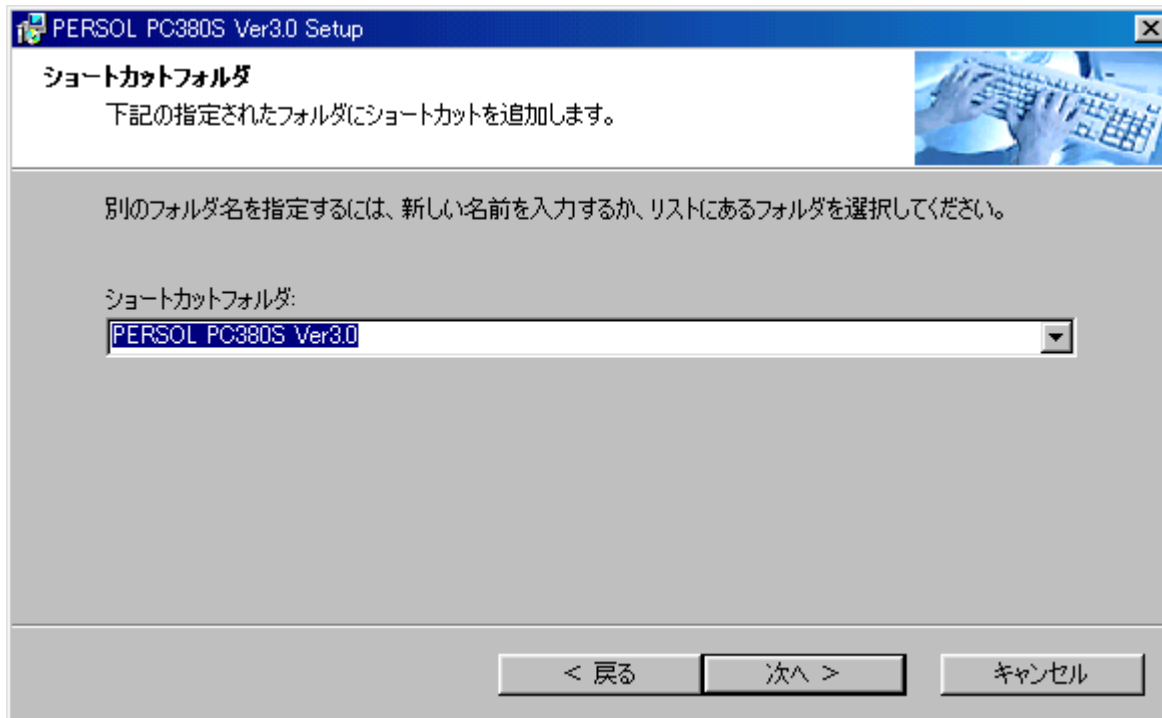 PERSOL PC380S Ver3.0 Setup
ショートカットフォルダ
下記の指定されたフォルダにショートカットを追加します。
別のフォルダ名を指定するには、新しい名前を入力するか、リストにあるフォルダを選択してください。
ショートカットフォルダ:
PERSOL PC380S Ver3.0
< 戻る 次へ > キャンセル